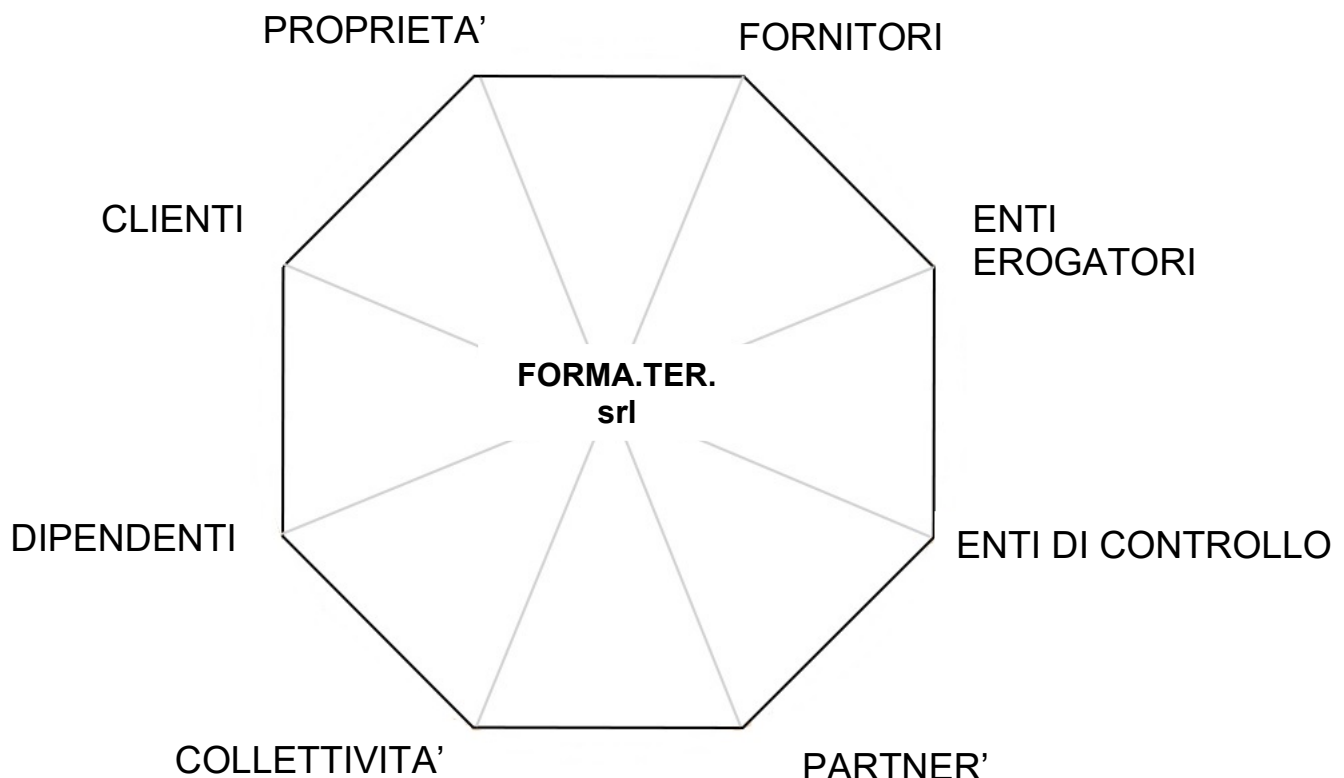 PROPRIETA’
FORNITORI
CLIENTI
ENTI
EROGATORI
FORMA.TER.
srl
DIPENDENTI
ENTI DI CONTROLLO
COLLETTIVITA’
PARTNER’